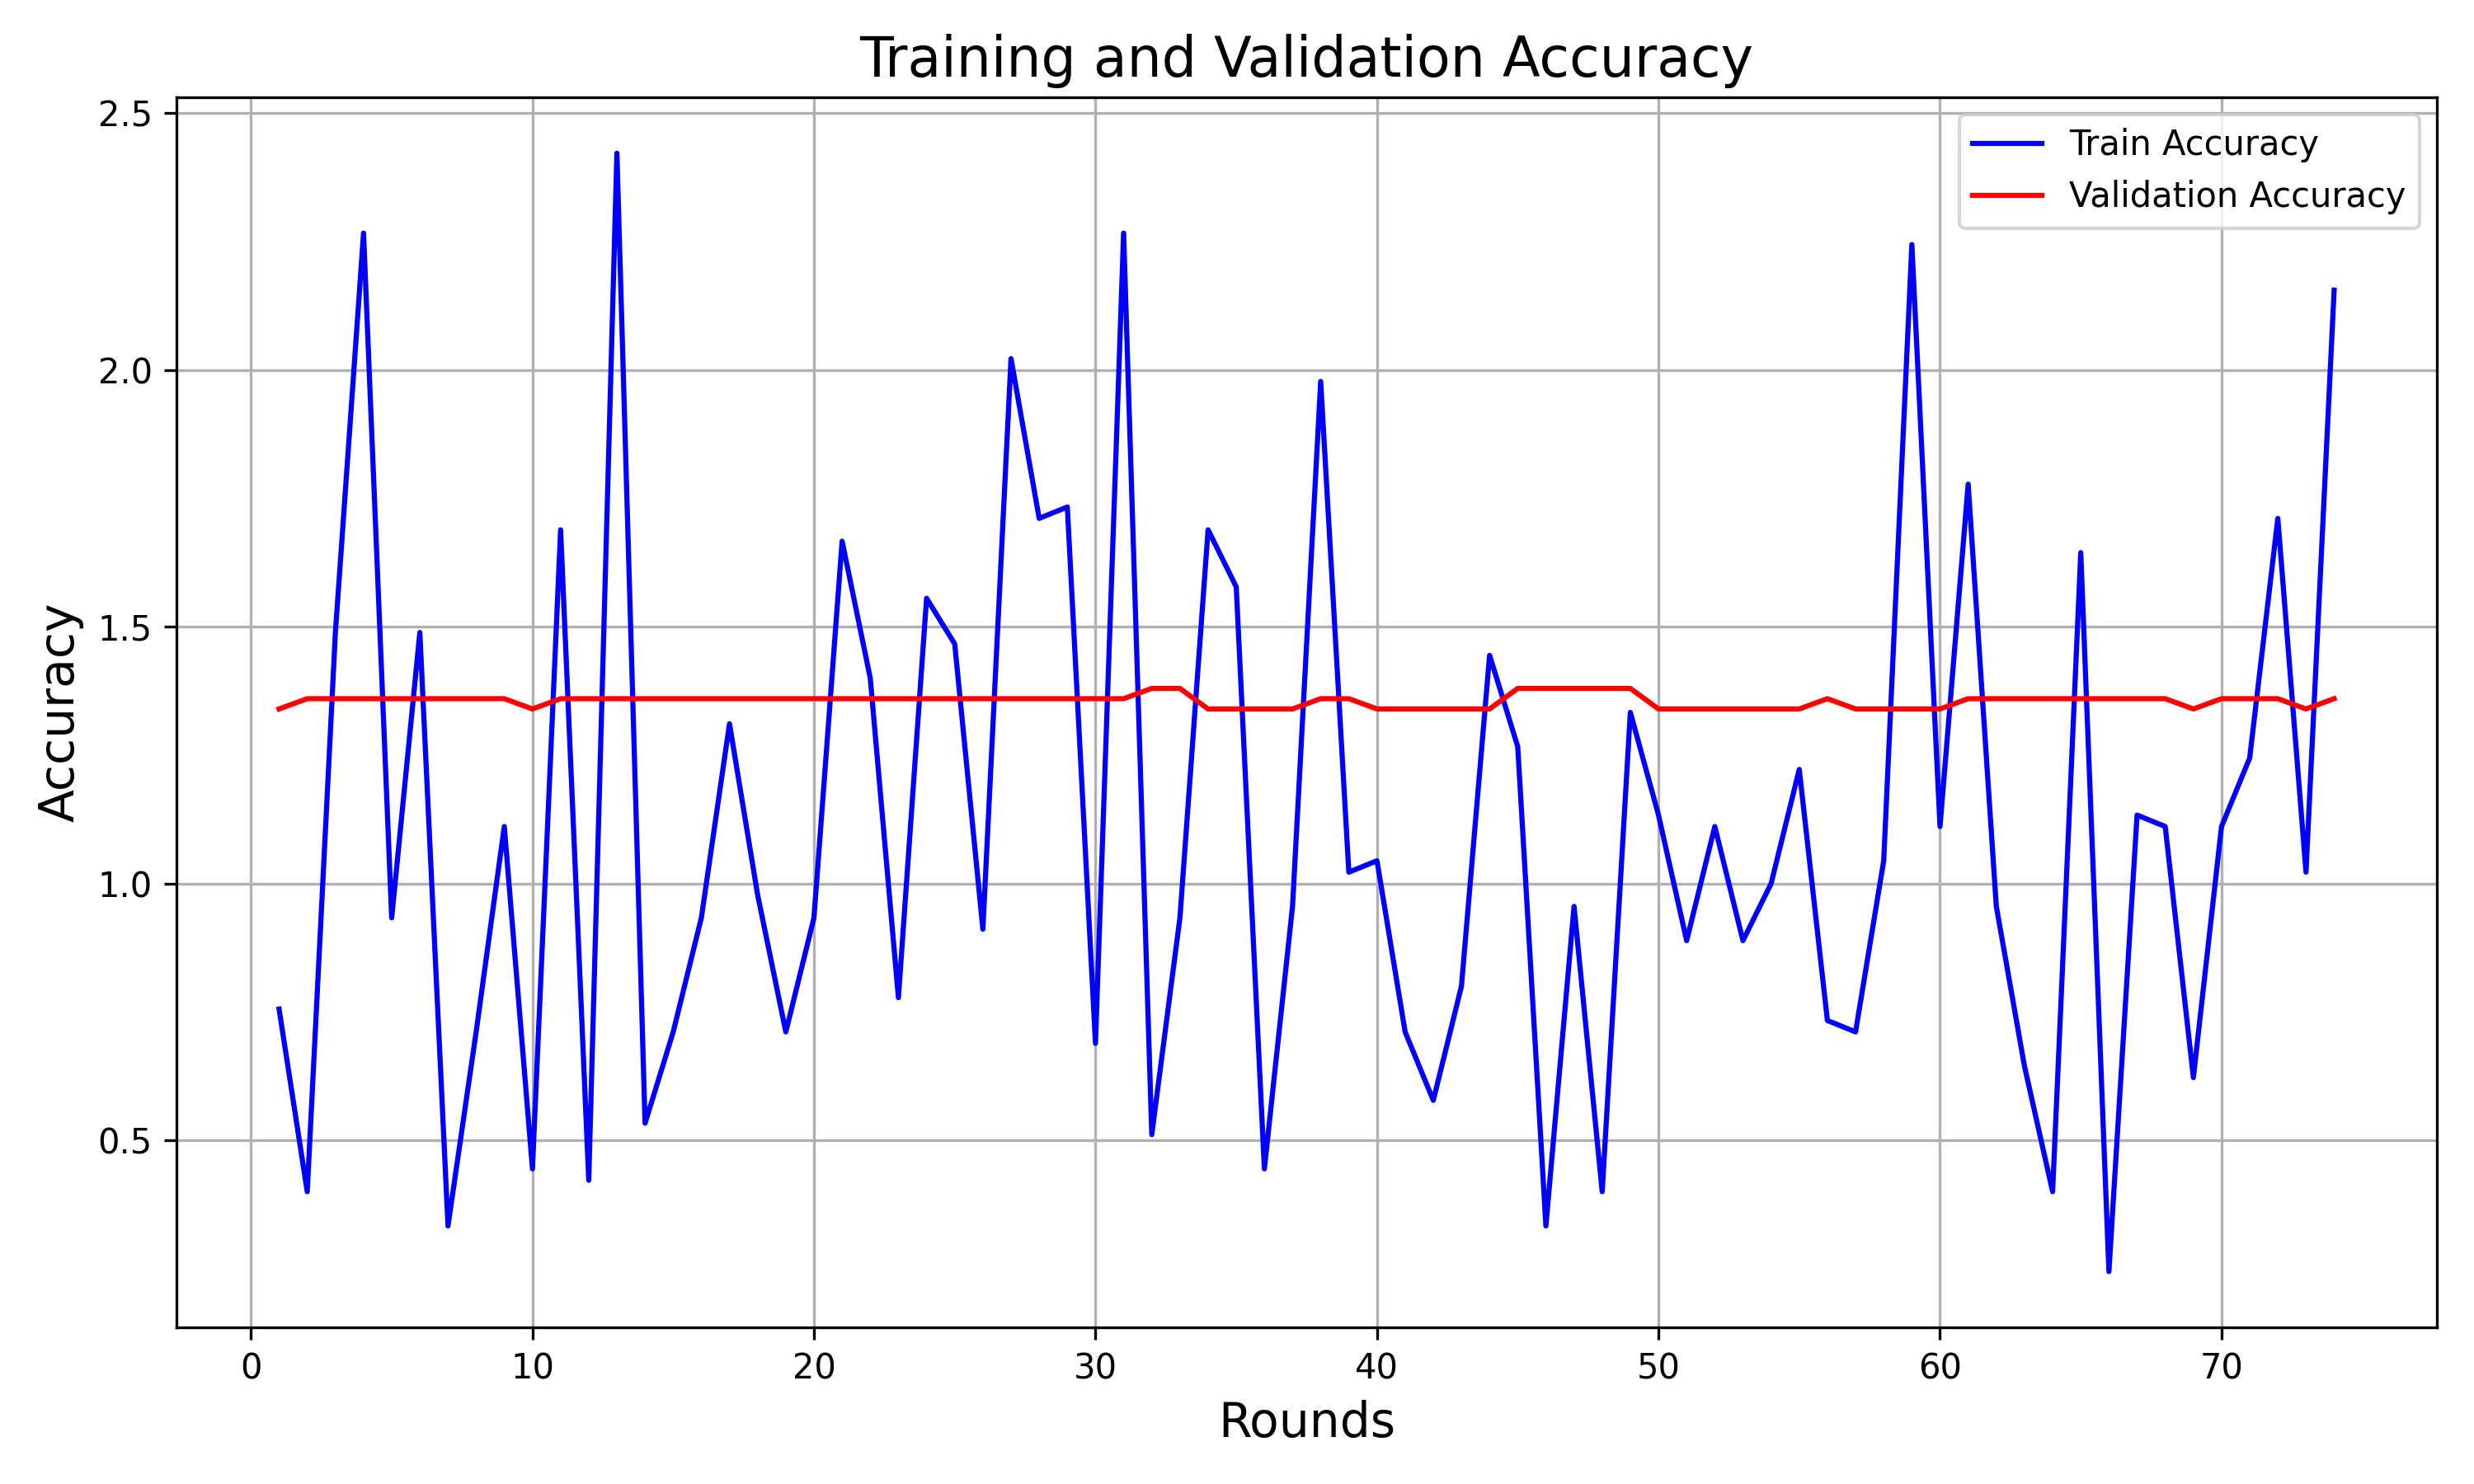 Training and Validation Accuracy
2.5
2.0
1.5
1.0
0.5
Accuracy
Train Accuracy
Validation Accuracy
0 10 20 30 40 50 60 70
Rounds